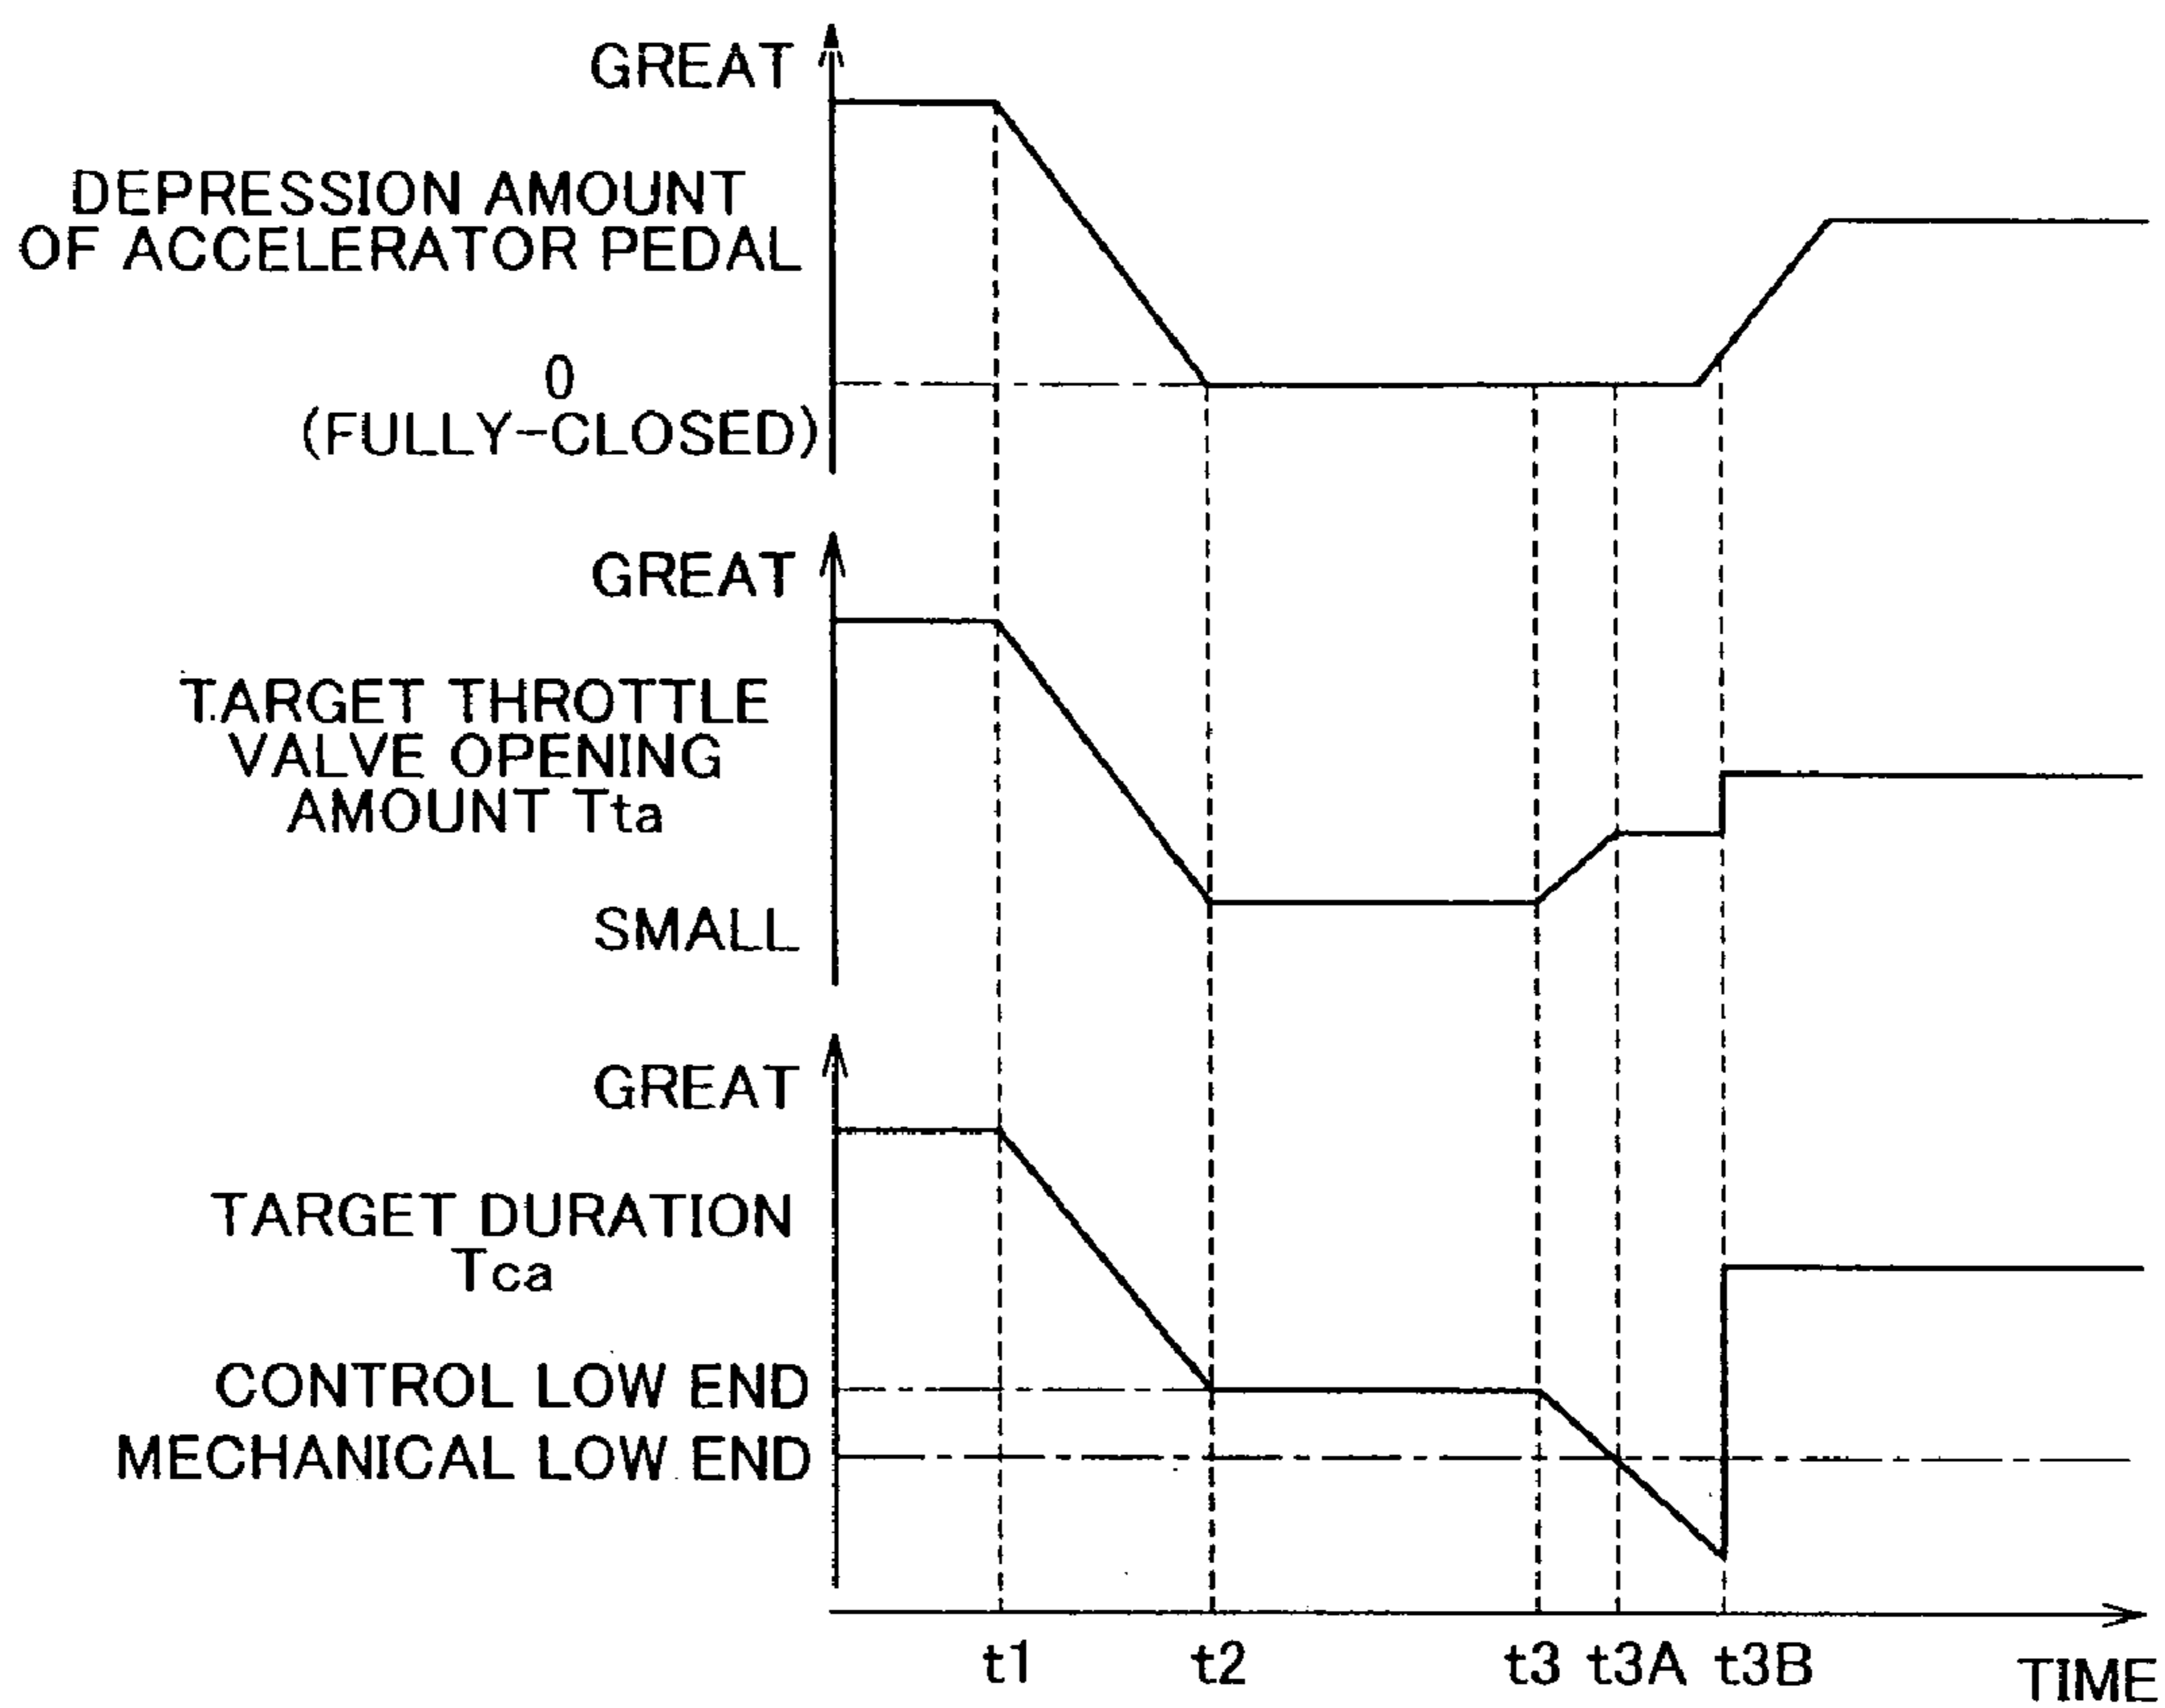 GREAT
DEPRESSION AMOUNT
OF ACCELERATOR PEDAL
0
(FULLY-CLOSED)
GREAT
TARGET THROTTLE
VALVE OPENING
AMOUNT Tta
SMALL
GREAT
TARGET DURATION
Tca
CONTROL LOW END
MECHANICAL LOW END
t1 t2 t3 t3A t3B
TIME